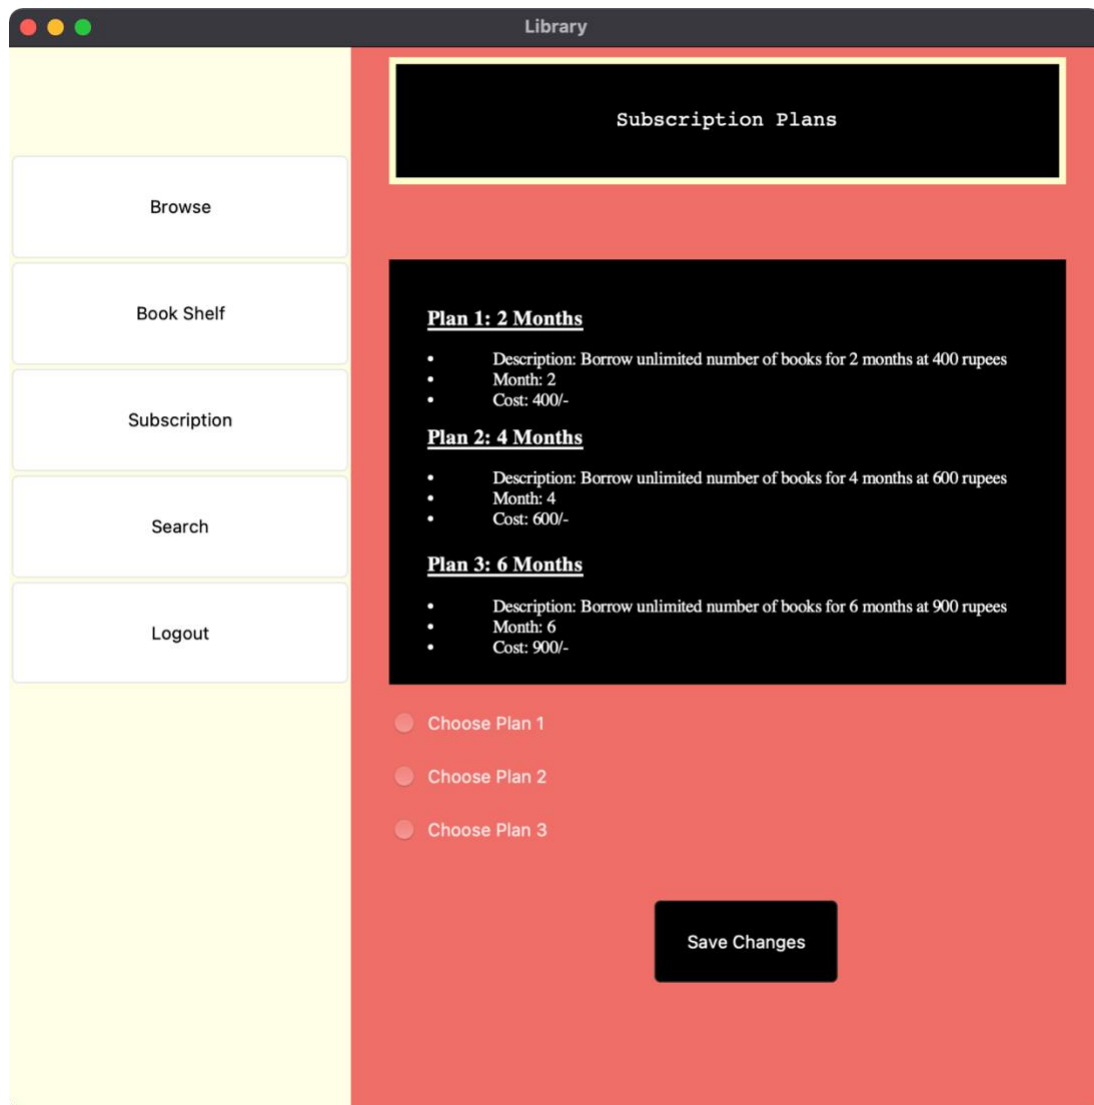 Library
Browse
Book Shelf
Subscription
Search
Logout
Subscription Plans
Plan 1: 2 Months
• Description: Borrow unlimited number of books for 2 months at 400 rupees
• Month: 2
• Cost: 400/-
Plan 2: 4 Months
• Description: Borrow unlimited number of books for 4 months at 600 rupees
• Month: 4
• Cost: 600/-
Plan 3: 6 Months
• Description: Borrow unlimited number of books for 6 months at 900 rupees
• Month: 6
• Cost: 900/-
Choose Plan 1
Choose Plan 2
Choose Plan 3
Save Changes